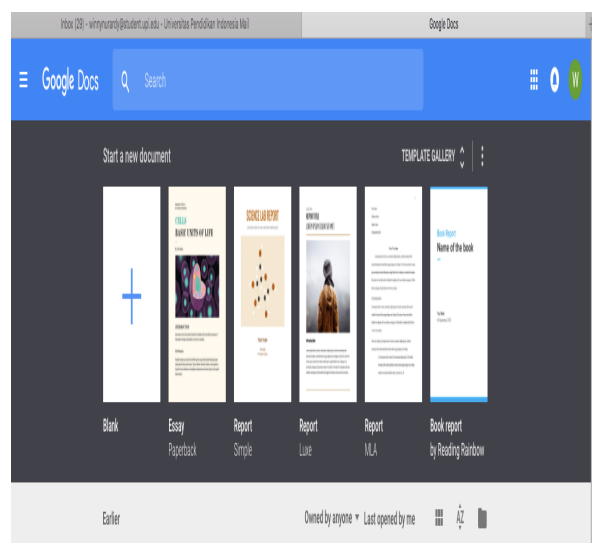 Inbox (29) - winnynurardy@student.upi.edu - Universitas Pendidikan Indonesia Mail
Google Docs
Google Docs
Search
W
Start a new document
TEMPLATE GALLERY
CELLS
BASIC UNITS OF LIFE
SCIENCE LAB REPORT
REPORT TITLE
Book Report
Name of the book
Blank
Essay
Paperback
Report
Simple
Report
Luxe
Report
MLA
Book report
by Reading Rainbow
Earlier
Owned by anyone
Last opened by me
AZ